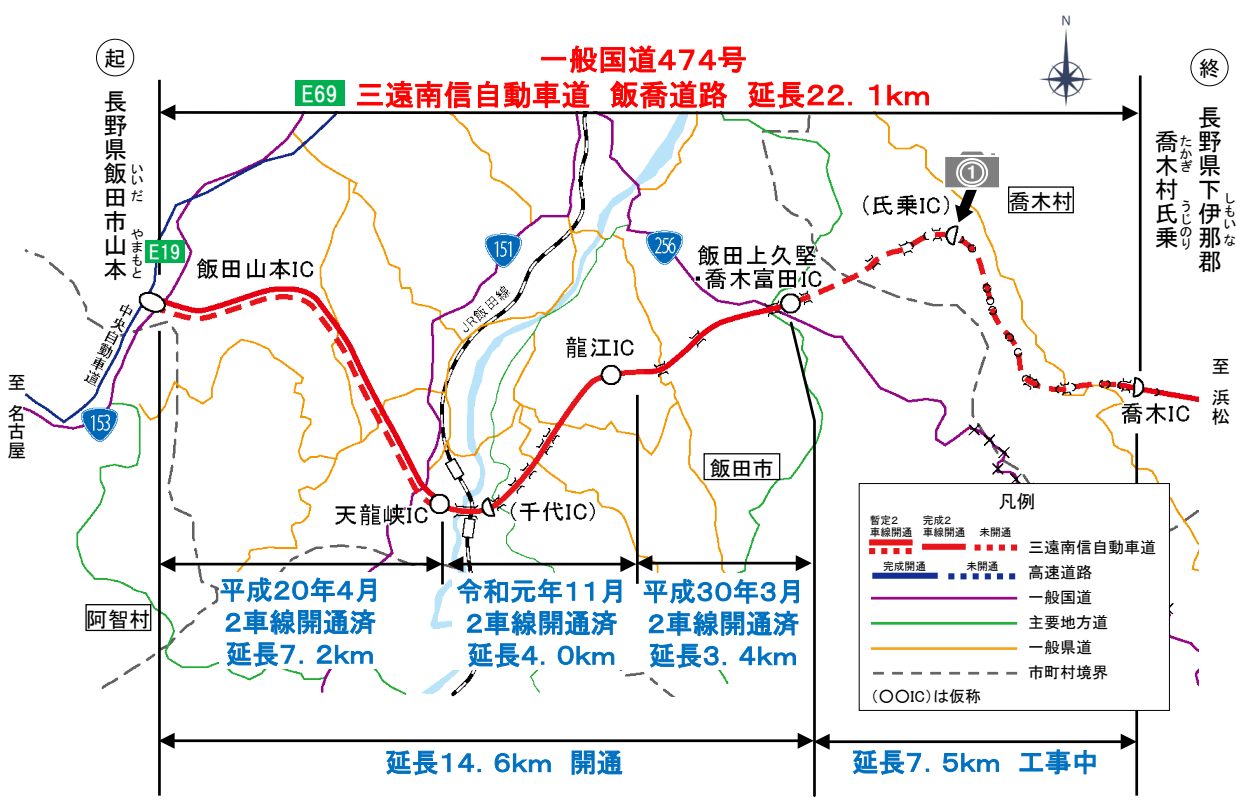 一般国道474号
E69 三遠南信自動車道 飯喬道路 延長22.1km
起
長野県飯田市山本
いいだ やまもと
終
長野県下伊那郡
しもいな
喬木村氏乗
たかぎ うじのり
N
E19
飯田山本IC
中央自動車道
153
至 名古屋
151
JR飯田線
256
飯田上久堅
・喬木富田IC
(氏乗IC)
1
喬木村
龍江IC
喬木IC
至 浜松
飯田市
天龍峡IC
(千代IC)
阿智村
平成20年4月
2車線開通済
延長7.2km
令和元年11月
2車線開通済
延長4.0km
平成30年3月
2車線開通済
延長3.4km
凡例
暫定2
車線開通
完成2
車線開通
未開通
三遠南信自動車道
完成開通
未開通
高速道路
一般国道
主要地方道
一般県道
市町村境界
(○○IC)は仮称
延長14.6km 開通
延長7.5km 工事中